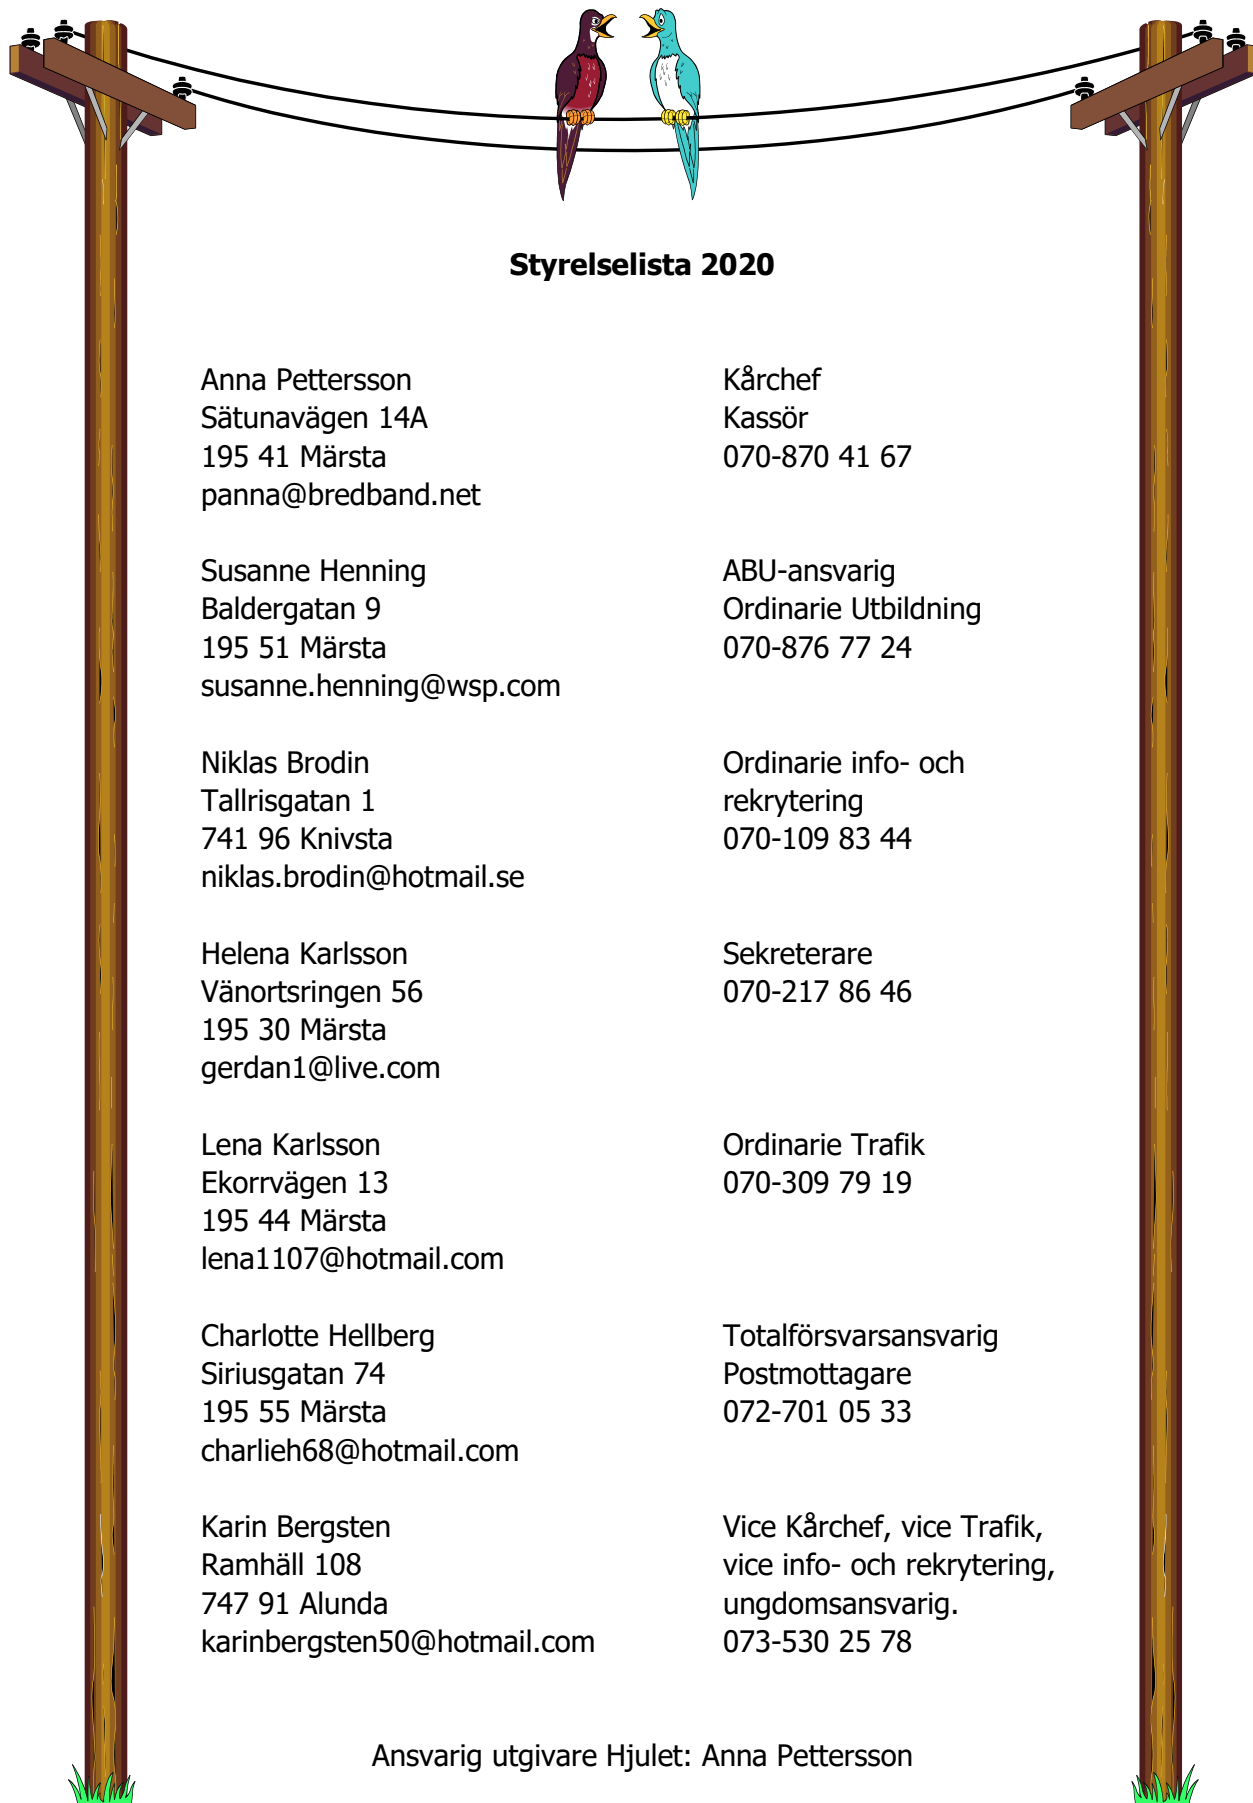 Styrelselista 2020
Anna Pettersson
Sätunavägen 14A
195 41 Märsta
panna@bredband.net
Kårchef
Kassör
070-870 41 67
Susanne Henning
Baldergatan 9
195 51 Märsta
susanne.henning@wsp.com
ABU-ansvarig
Ordinarie Utbildning
070-876 77 24
Niklas Brodin
Tallrisgatan 1
741 96 Knivsta
niklas.brodin@hotmail.se
Ordinarie info- och
rekrytering
070-109 83 44
Helena Karlsson
Vänortsringen 56
195 30 Märsta
gerdan1@live.com
Sekreterare
070-217 86 46
Lena Karlsson
Ekorrvägen 13
195 44 Märsta
lena1107@hotmail.com
Ordinarie Trafik
070-309 79 19
Charlotte Hellberg
Siriusgatan 74
195 55 Märsta
charlieh68@hotmail.com
Totalförsvarsansvarig
Postmottagare
072-701 05 33
Karin Bergsten
Ramhäll 108
747 91 Alunda
karinbergsten50@hotmail.com
Vice Kårchef, vice Trafik,
vice info- och rekrytering,
ungdomsansvarig.
073-530 25 78
Ansvarig utgivare Hjulet: Anna Pettersson